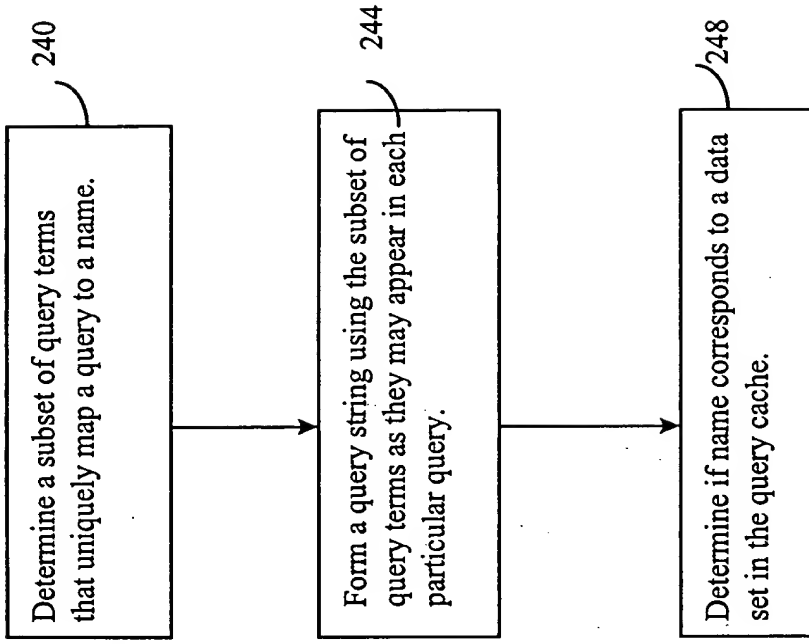 240
Determine a subset of query terms
that uniquely map a query to a name.
244
Form a query string using the subset of
query terms as they may appear in each
particular query.
248
Determine if name corresponds to a data
set in the query cache.